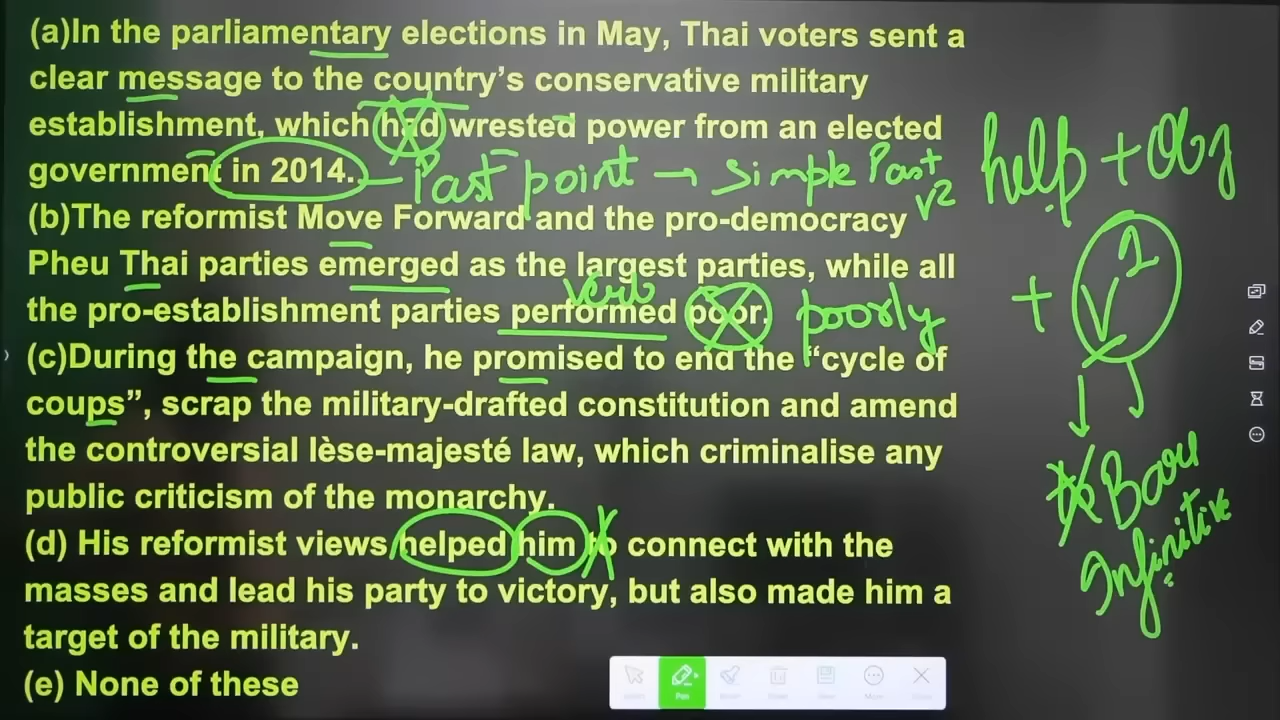 (a)In the parliamentary elections in May, Thai voters sent a
clear message to the country's conservative military
establishment, which had wrested power from an elected
government in 2014. Past point → Simple Past
V2
help + Obj
(b)The reformist Move Forward and the pro-democracy
Pheu Thai parties emerged as the largest parties, while all
verb
the pro-establishment parties performed poor. poorly
+ V1
(c)During the campaign, he promised to end the “cycle of
coups”, scrap the military-drafted constitution and amend
the controversial lèse-majesté law, which criminalise any
public criticism of the monarchy.
to Bare
Infinitive
(d) His reformist views helped him to connect with the
masses and lead his party to victory, but also made him a
target of the military.
(e) None of these
Pen